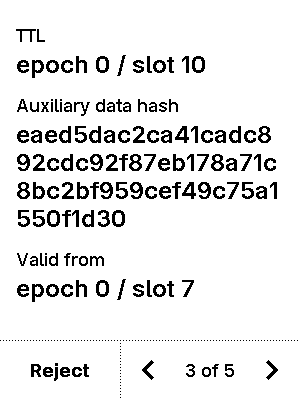 TTL
epoch 0 / slot 10
Auxiliary data hash
eaed5dac2ca41cadc8
92cdc92f87eb178a71c
8bc2bf959cef49c75a1
550f1d30
Valid from
epoch 0 / slot 7
Reject
3 of 5